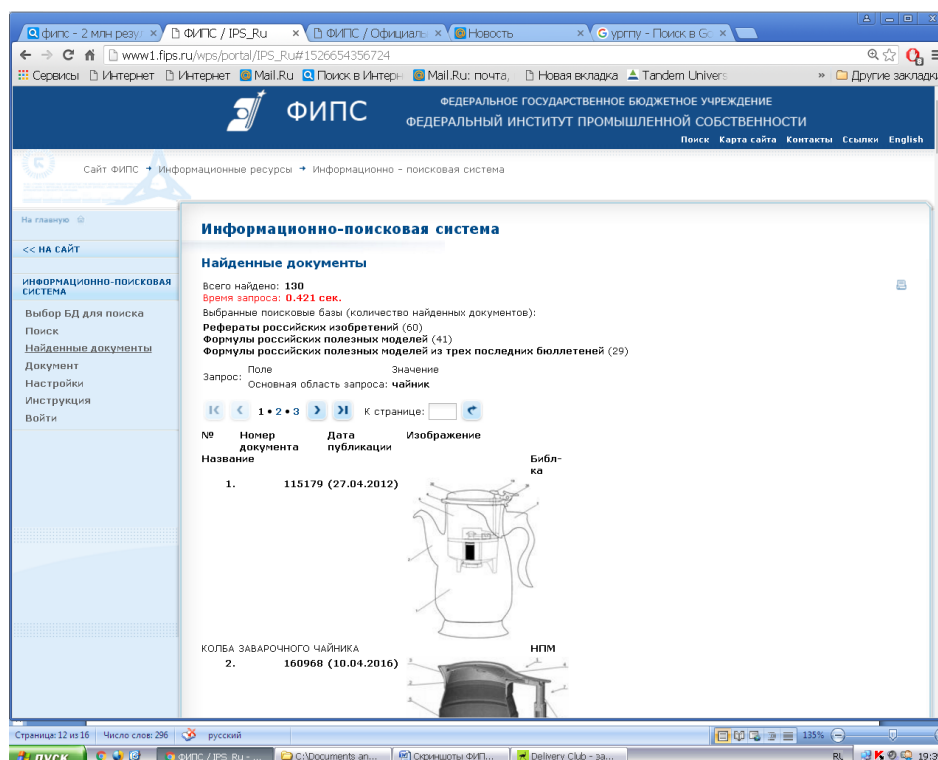 фипс - 2 млн резул
ФИПС / IPS_Ru
ФИПС / Официаль
Новость
ургпу - Поиск в Go
www1.fips.ru/wps/portal/IPS_Ru#1526654356724
Сервисы Интернет Интернет Mail.Ru Поиск в Интерн Mail.Ru: почта, Новая вкладка Tandem Univers » Другие закладки
ФИПС
ФЕДЕРАЛЬНОЕ ГОСУДАРСТВЕННОЕ БЮДЖЕТНОЕ УЧРЕЖДЕНИЕ
ФЕДЕРАЛЬНЫЙ ИНСТИТУТ ПРОМЫШЛЕННОЙ СОБСТВЕННОСТИ
Поиск Карта сайта Контакты Ссылки English
Сайт ФИПС → Информационные ресурсы → Информационно - поисковая система
На главную
<< НА САЙТ
ИНФОРМАЦИОННО-ПОИСКОВАЯ
СИСТЕМА
Выбор БД для поиска
Поиск
Найденные документы
Документ
Настройки
Инструкция
Войти
Информационно-поисковая система
Найденные документы
Всего найдено: 130
Время запроса: 0.421 сек.
Выбранные поисковые базы (количество найденных документов):
Рефераты российских изобретений (60)
Формулы российских полезных моделей (41)
Формулы российских полезных моделей из трех последних бюллетеней (29)
Запрос:
Поле Значение
Основная область запроса: чайник
1 • 2 • 3 К странице:
№ Номер документа Дата публикации Изображение
Название Библ-ка
1. 115179 (27.04.2012)
КОЛБА ЗАВАРОЧНОГО ЧАЙНИКА НПМ
2. 160968 (10.04.2016)
Страница: 12 из 16 Число слов: 296 русский 135%
пуск ФИПС / IPS_Ru - ... C:\Documents an... Скриншоты ФИП... Delivery Club - за... RL 19:3